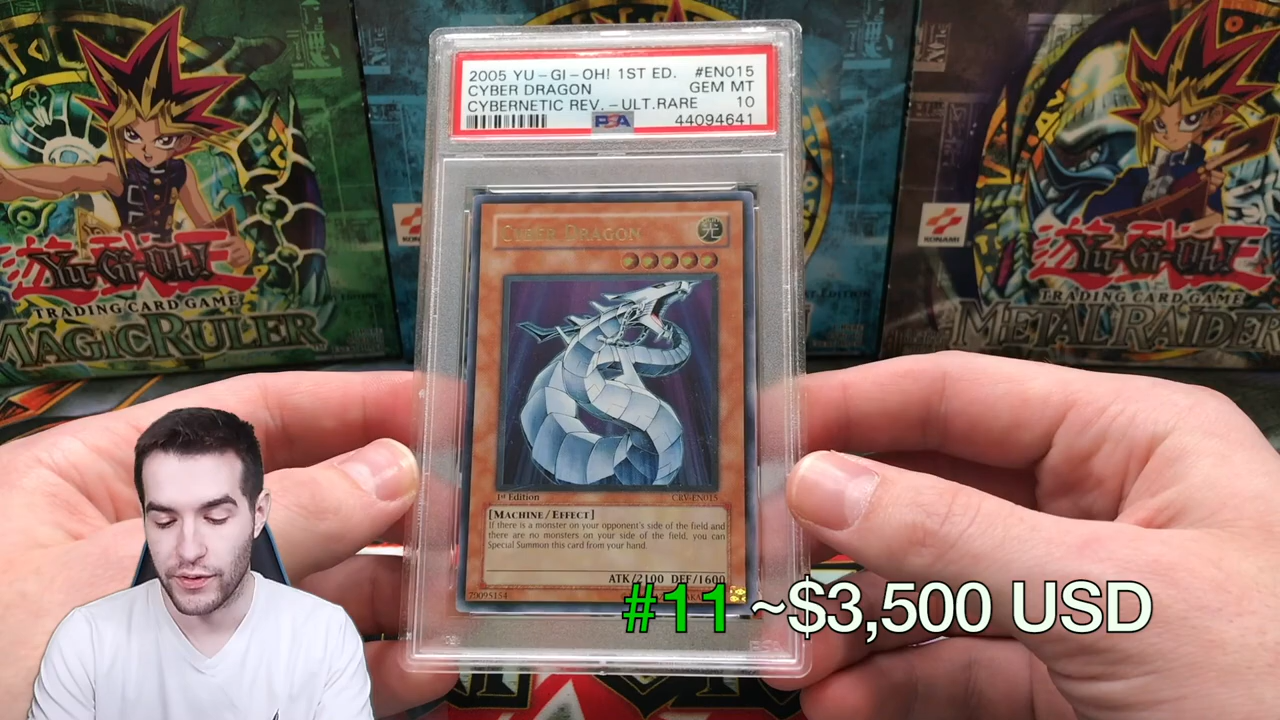 2005 YU-GI-OH! 1ST ED. #EN015
CYBER DRAGON GEM MT
CYBERNETIC REV.-ULT.RARE 10
PSA 44094641
CYBER DRAGON
光
1st Edition CRV-EN015
[MACHINE/EFFECT]
If there is a monster on your opponent's side of the field and
there are no monsters on your side of the field, you can
Special Summon this card from your hand.
ATK/2100 DEF/1600
70095154
#11 ~$3,500 USD
Yu-Gi-Oh!
TRADING CARD GAME
MAGIC RULER
KONAMI
KONAMI
Yu-Gi-Oh!
TRADING CARD GAME
METAL RAIDER